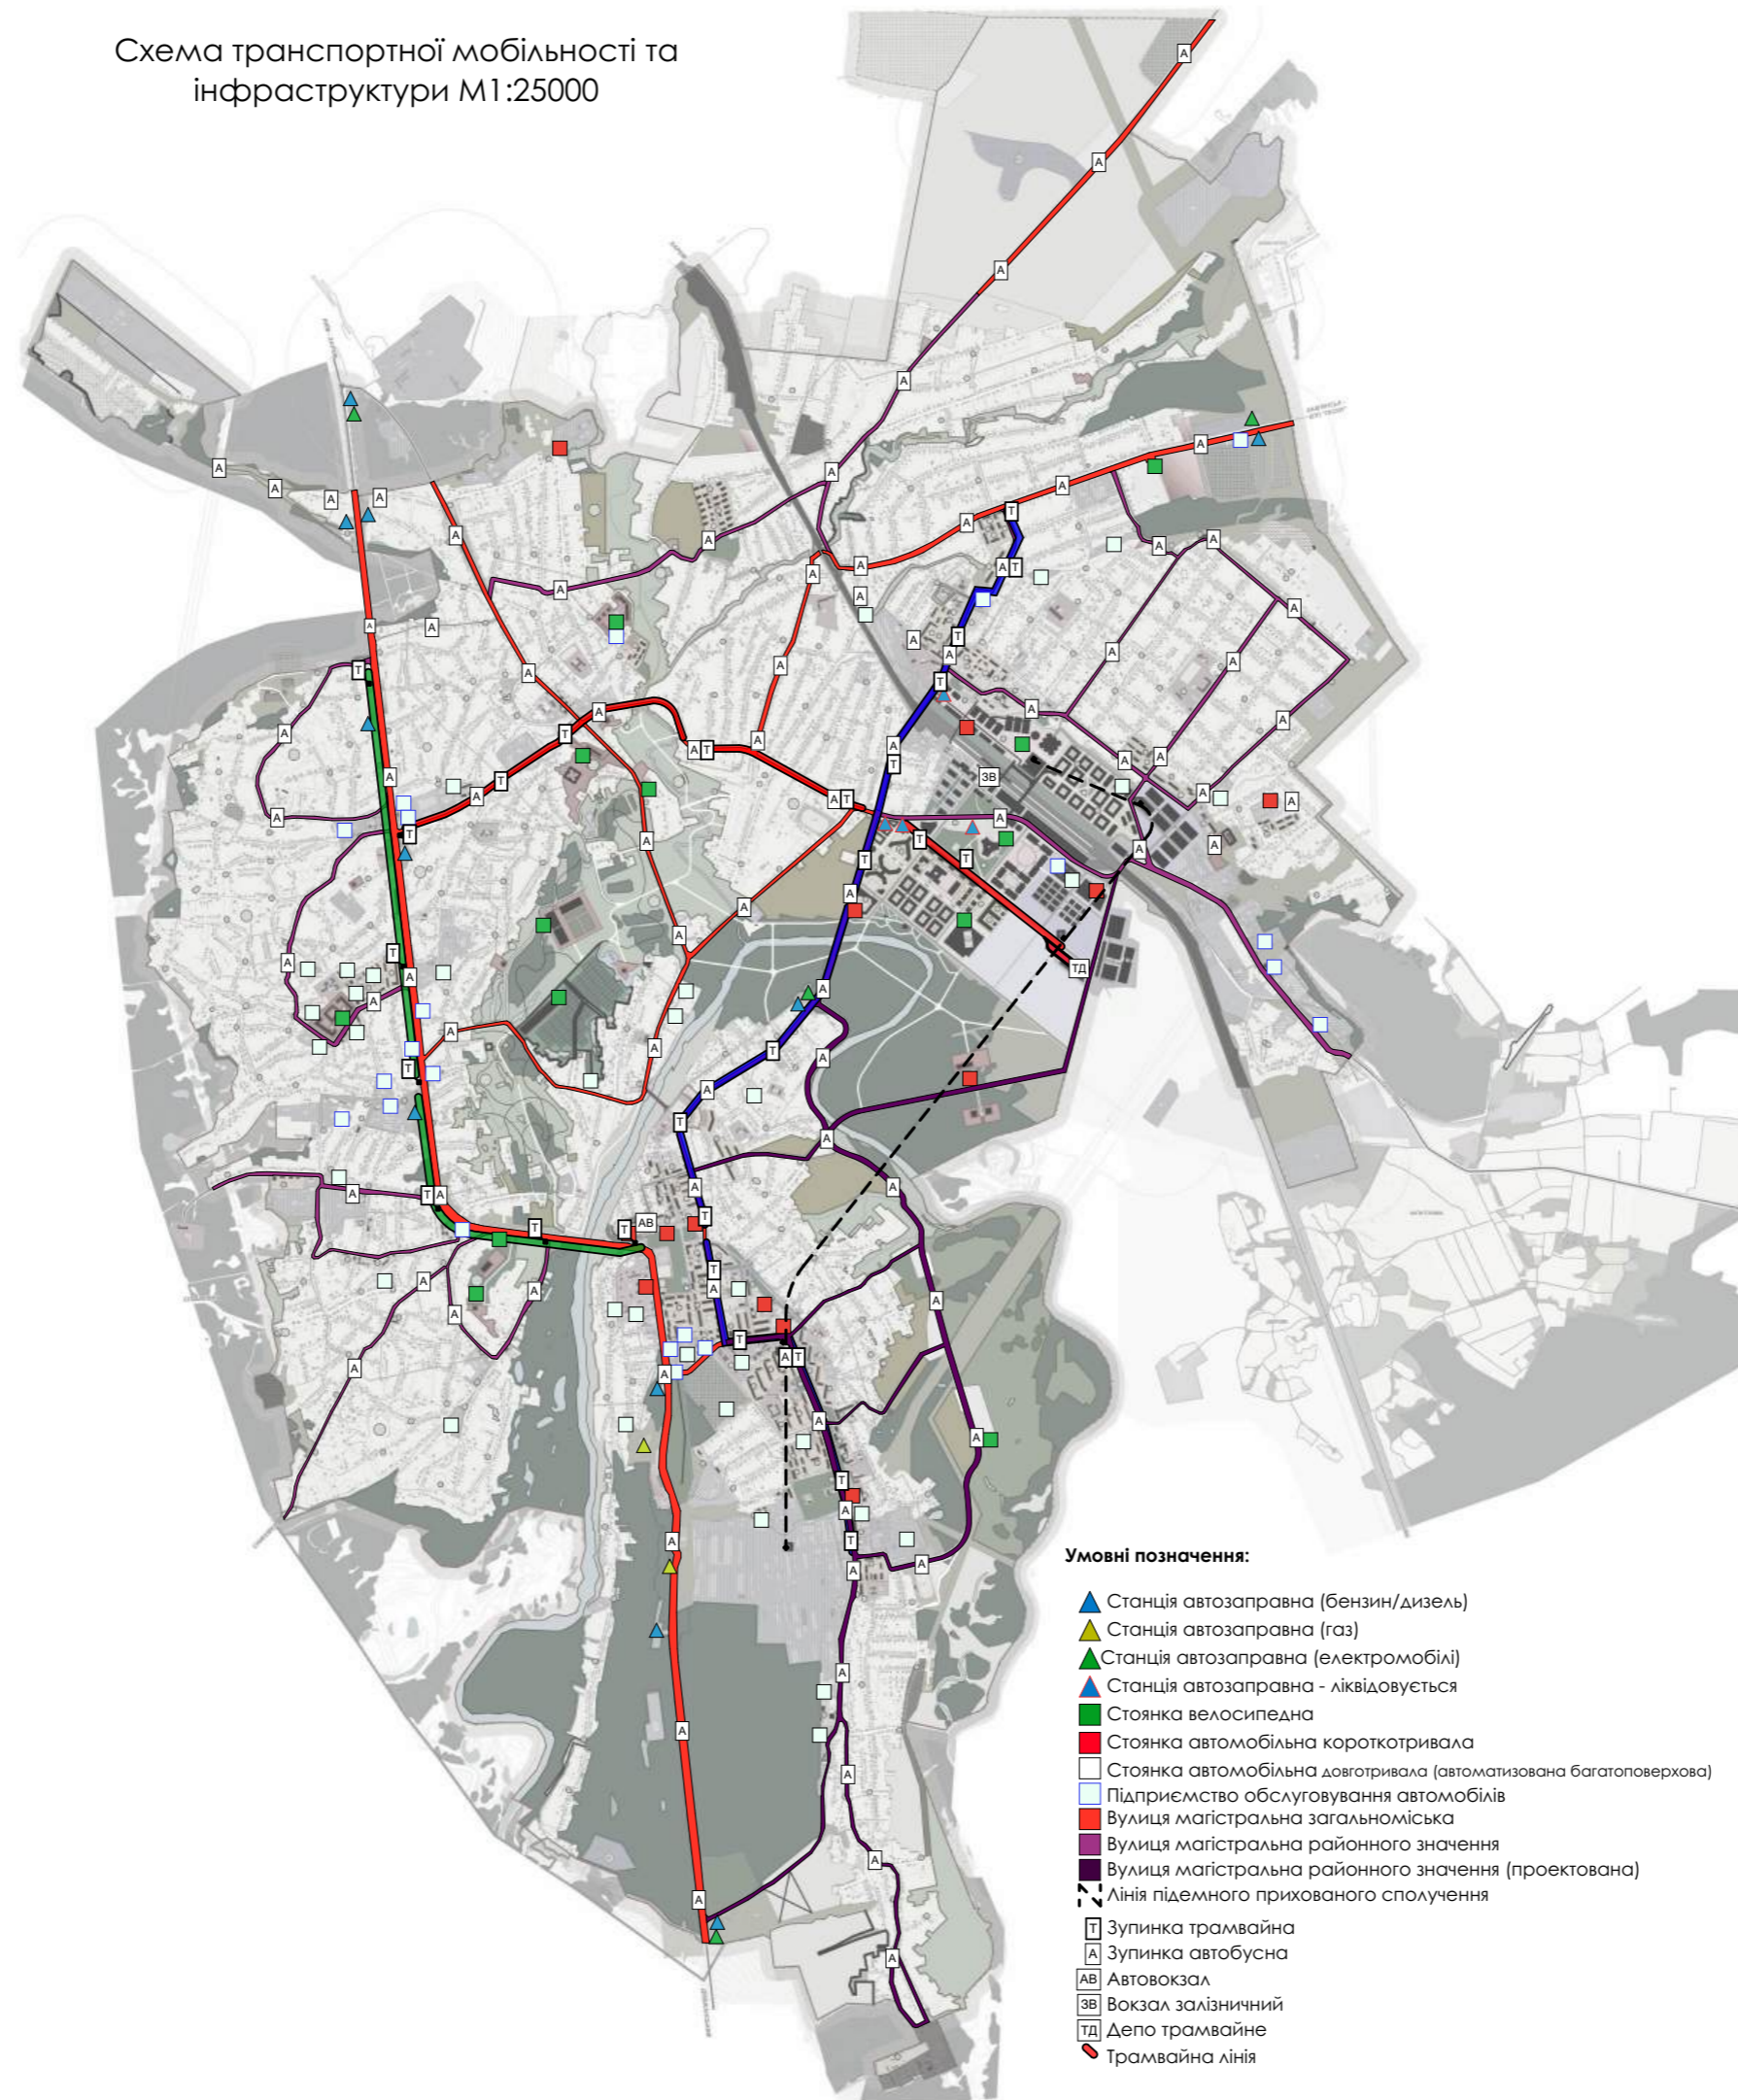 Схема транспортної мобільності та
інфраструктури М1:25000
Умовні позначення:
Станція автозаправна (бензин/дизель)
Станція автозаправна (газ)
Станція автозаправна (електромобілі)
Станція автозаправна - ліквідовується
Стоянка велосипедна
Стоянка автомобільна короткотривала
Стоянка автомобільна довготривала (автоматизована багатоповерхова)
Підприємство обслуговування автомобілів
Вулиця магістральна загальноміська
Вулиця магістральна районного значення
Вулиця магістральна районного значення (проектована)
Лінія підемного прихованого сполучення
Т Зупинка трамвайна
А Зупинка автобусна
АВ Автовокзал
ЗВ Вокзал залізничний
ТД Депо трамвайне
Трамвайна лінія